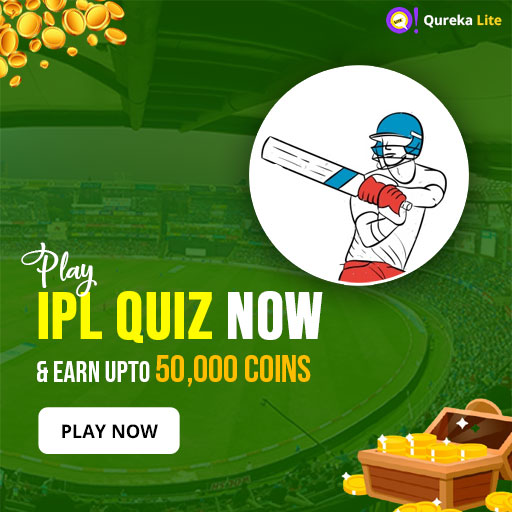 Qureka Lite
Play
IPL QUIZ NOW
& EARN UPTO 50,000 COINS
PLAY NOW